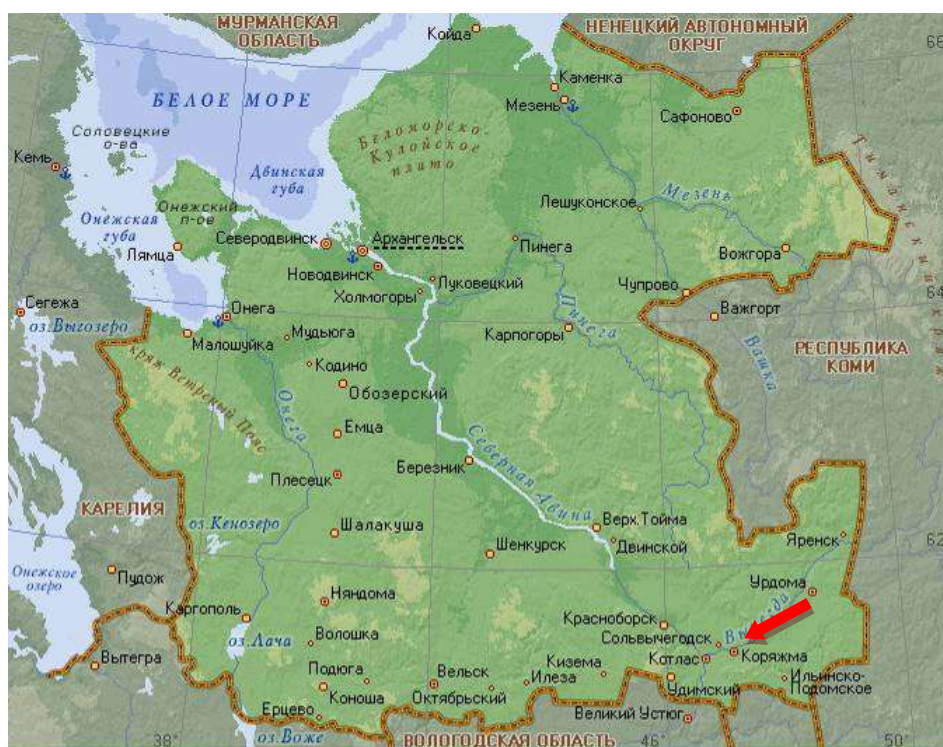 МУРМАНСКАЯ
ОБЛАСТЬ
Койда
НЕНЕЦКИЙ АВТОНОМНЫЙ
ОКРУГ
66
Каменка
Мезень
Сафоново
БЕЛОЕ МОРЕ
Соловецкие
о-ва
Кемь
Беломорско-
Кулойское
плато
Двинская
губа
Мезень
Лешуконское
Онежский
п-ов
Онежская
губа
Лямца
Северодвинск
Архангельск
Пинега
Вожгора
Новодвинск
Холмогоры
Луковецкий
Чупрово
64
Сегежа
оз.Выгозеро
Онега
Важгорт
Малошуйка
Мудьюга
Карпогоры
Пинега
Вашка
РЕСПУБЛИКА
КОМИ
кряж Ветреный Пояс
Кодино
Обозерский
Онега
Емца
Северная Двина
Березник
Плесецк
КАРЕЛИЯ
оз.Кенозеро
Шалакуша
Верх.Тойма
Двинской
Яренск
62
Шенкурск
Онежское
озеро
Пудож
Урдома
Няндома
Каргополь
Красноборск
Сольвычегодск
оз.Лача
Волошка
Котлас
Коряжма
Вытегра
Подюга
Вельск
Кизема
Илеза
Удимский
Ильинско-
Подомское
Коноша
Октябрьский
Ерцево
Великий Устюг
оз.Воже
ВОЛОГОДСКАЯ ОБЛАСТЬ
38°
46°
50°